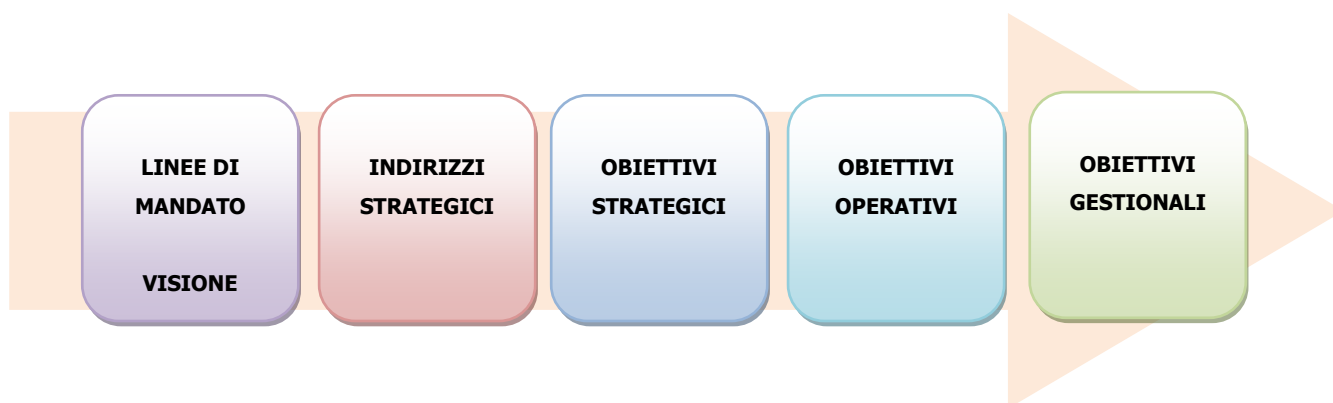 LINEE DI
MANDATO
VISIONE
INDIRIZZI
STRATEGICI
OBIETTIVI
STRATEGICI
OBIETTIVI
OPERATIVI
OBIETTIVI
GESTIONALI